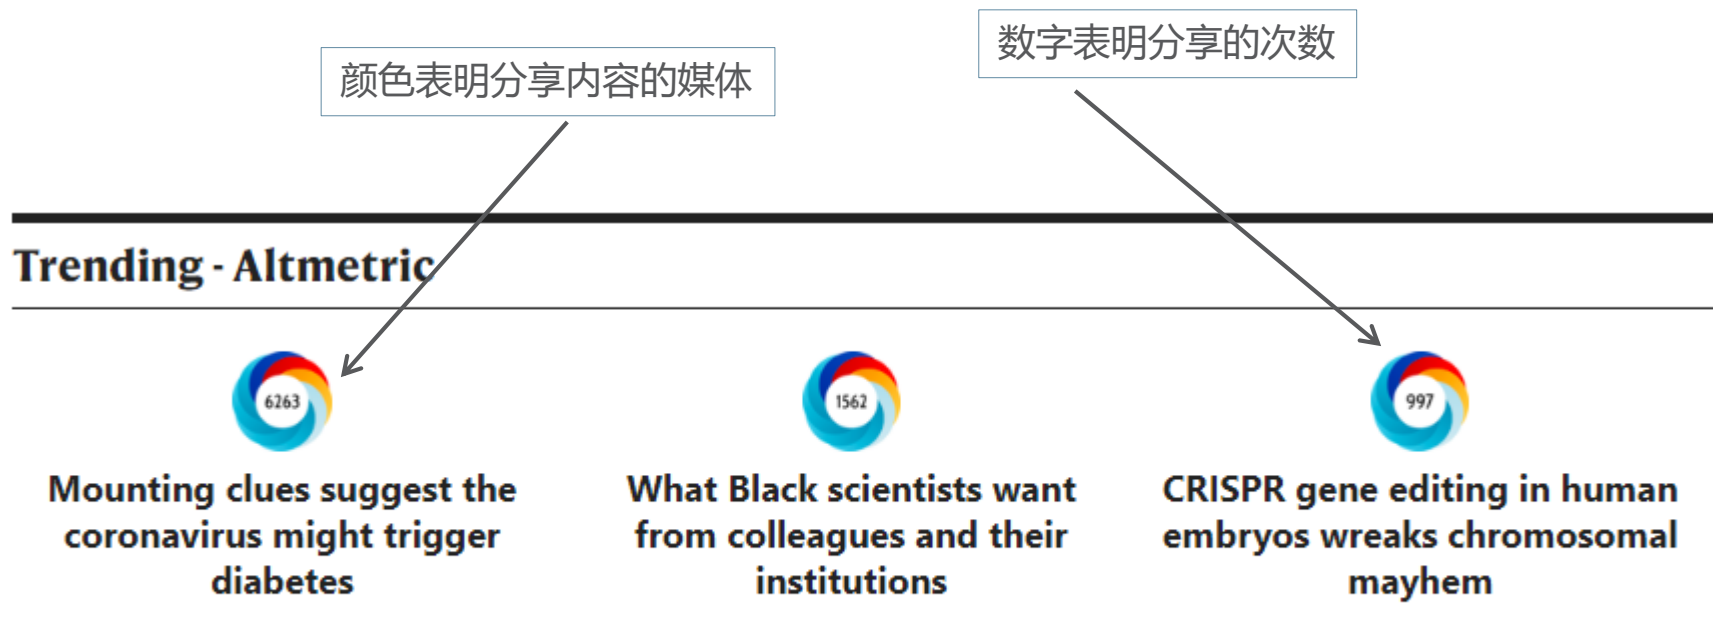 数字表明分享的次数
颜色表明分享内容的媒体
Trending - Altmetric
6263
1562
997
Mounting clues suggest the
coronavirus might trigger
diabetes
What Black scientists want
from colleagues and their
institutions
CRISPR gene editing in human
embryos wreaks chromosomal
mayhem